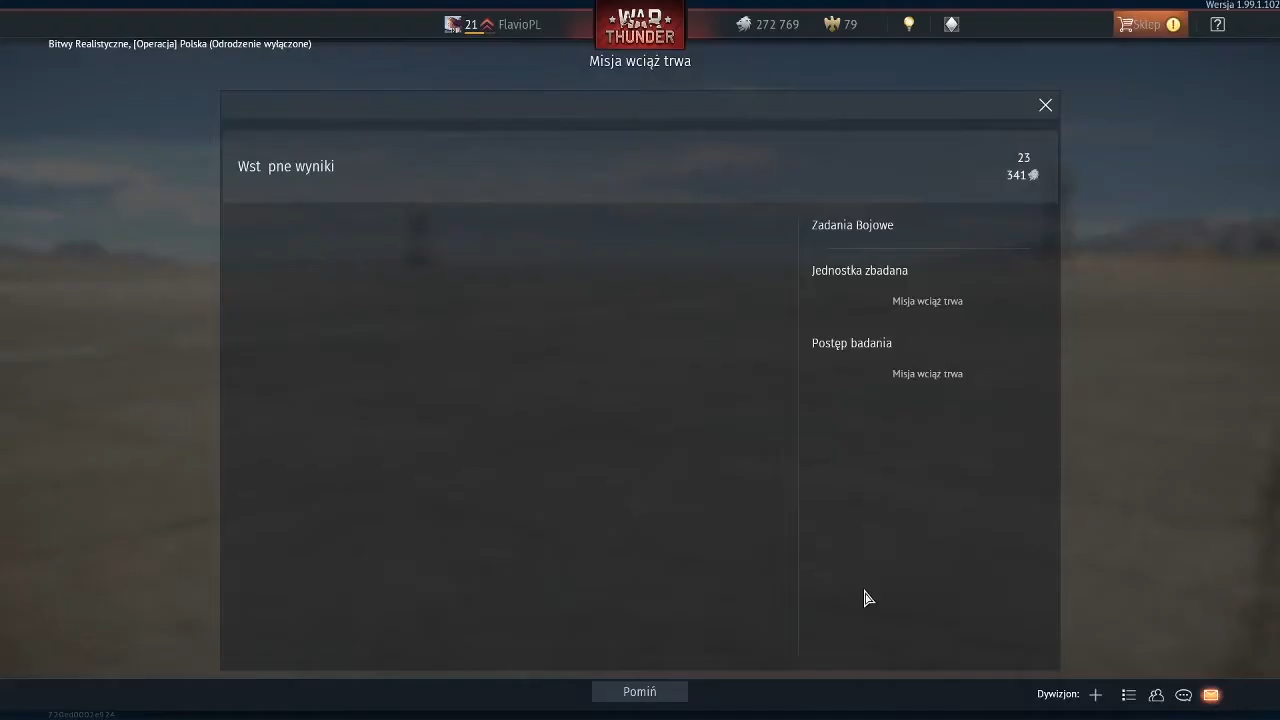 Wersja 1.99.1.102
21 FlavioPL
WAR THUNDER
272 769
79
Sklep
Bitwy Realistyczne, [Operacja] Polska (Odrodzenie wyłączone)
Misja wciąż trwa
Wst pne wyniki
23
341
Zadania Bojowe
Jednostka zbadana
Misja wciąż trwa
Postęp badania
Misja wciąż trwa
Pomiń
Dywizjon: